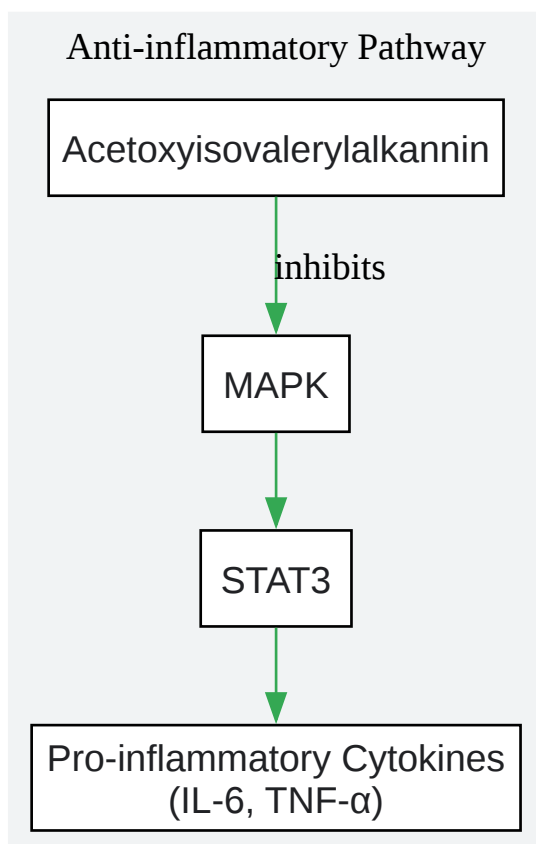 Anti-inflammatory Pathway
Acetoxyisovalerylalkannin
inhibits
MAPK
STAT3
Pro-inflammatory Cytokines
(IL-6, TNF-α)